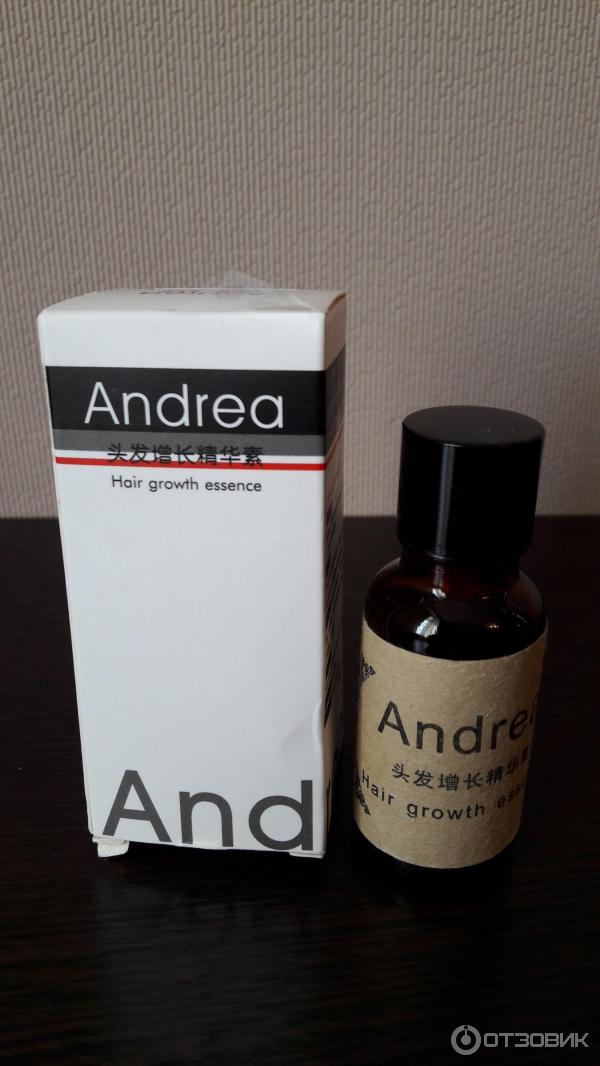 Andrea
头发增长精华素
Hair growth essence
And
Andrea
头发增长精华素
Hair growth esse
ОТЗОВИК